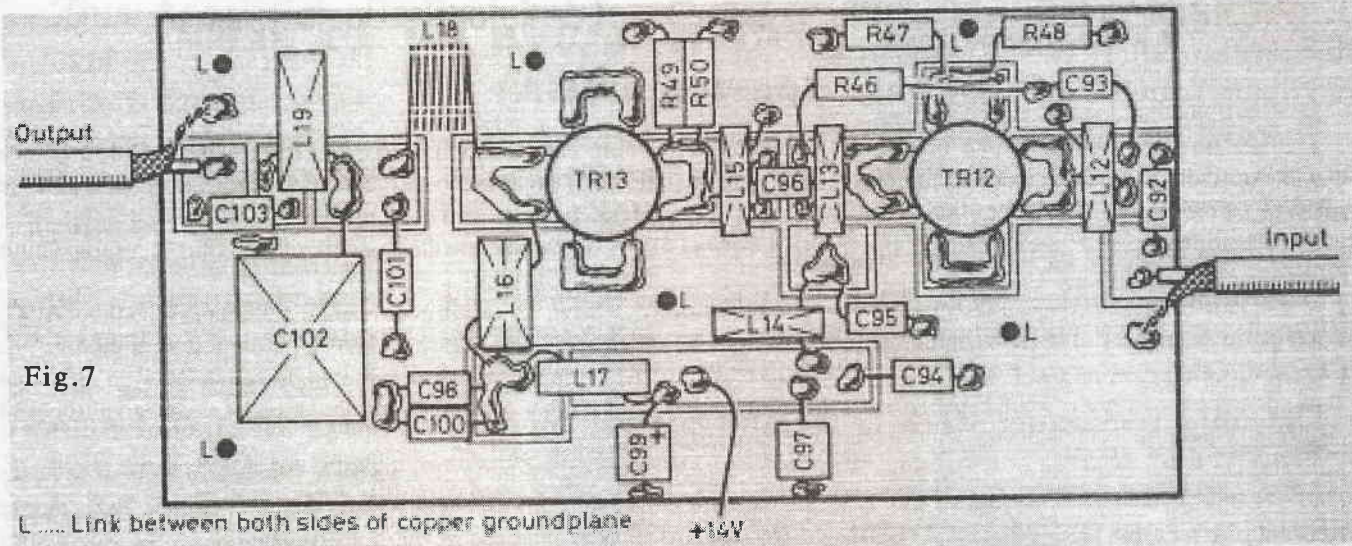 L18
L
L
L
R47
R48
R49
R50
R46
C93
L19
Output
TR13
L15
C96
L13
TR12
L12
C92
C103
Input
C101
L16
L
L
C102
L14
C95
Fig.7
L17
C94
C96
C100
L
C99 +
C97
L .... Link between both sides of copper groundplane
+14V